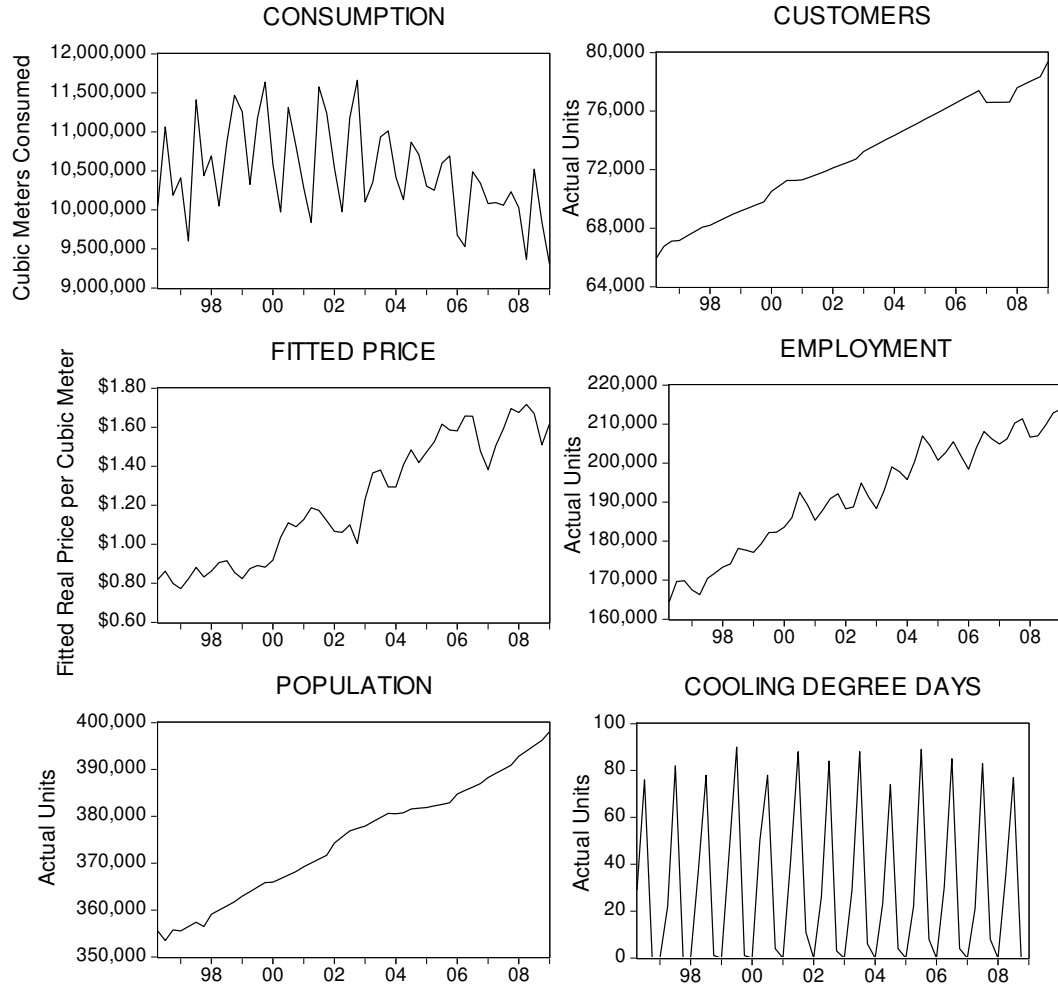 CONSUMPTION
Cubic Meters Consumed
12,000,000
11,500,000
11,000,000
10,500,000
10,000,000
9,500,000
9,000,000
98 00 02 04 06 08
CUSTOMERS
Actual Units
80,000
76,000
72,000
68,000
64,000
98 00 02 04 06 08
FITTED PRICE
Fitted Real Price per Cubic Meter
$1.80
$1.60
$1.40
$1.20
$1.00
$0.80
$0.60
98 00 02 04 06 08
EMPLOYMENT
Actual Units
220,000
210,000
200,000
190,000
180,000
170,000
160,000
98 00 02 04 06 08
POPULATION
Actual Units
400,000
390,000
380,000
370,000
360,000
350,000
98 00 02 04 06 08
COOLING DEGREE DAYS
Actual Units
100
80
60
40
20
0
98 00 02 04 06 08